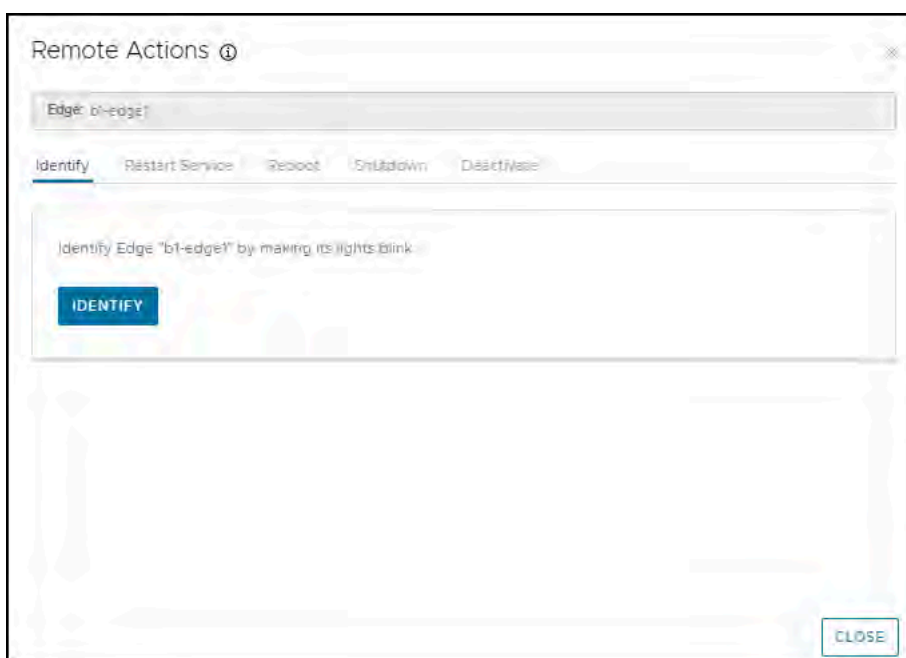 Remote Actions
Edge: b1-edge1
Identify Restart Service Reboot Shutdown Deactivate
Identify Edge "b1-edge1" by making its lights blink
IDENTIFY
CLOSE